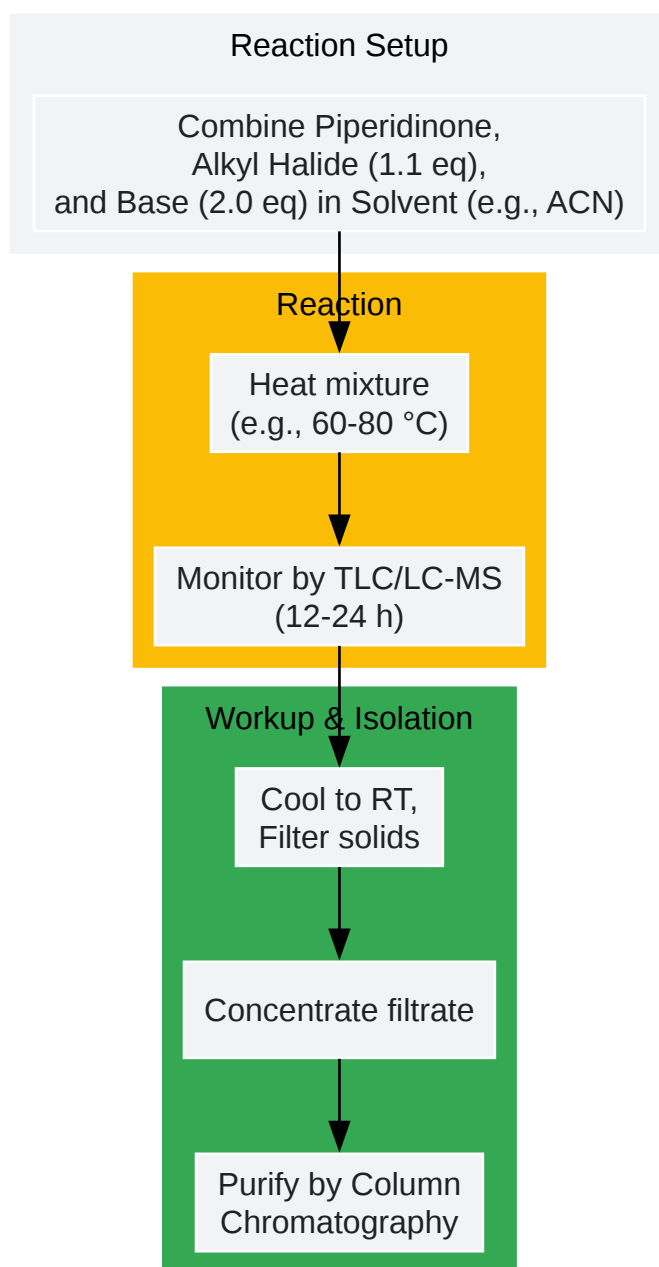 Reaction Setup
Combine Piperidinone,
Alkyl Halide (1.1 eq),
and Base (2.0 eq) in Solvent (e.g., ACN)
Reaction
Heat mixture
(e.g., 60-80 °C)
Monitor by TLC/LC-MS
(12-24 h)
Workup & Isolation
Cool to RT,
Filter solids
Concentrate filtrate
Purify by Column
Chromatography